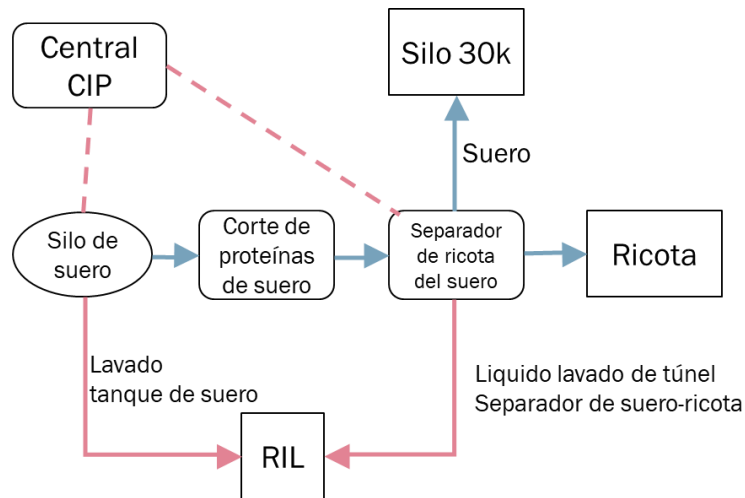 Central
CIP
Silo 30k
Suero
Silo de
suero
Corte de
proteínas
de suero
Separador
de ricota
del suero
Ricota
Lavado
tanque de suero
Liquido lavado de túnel
Separador de suero-ricota
RIL